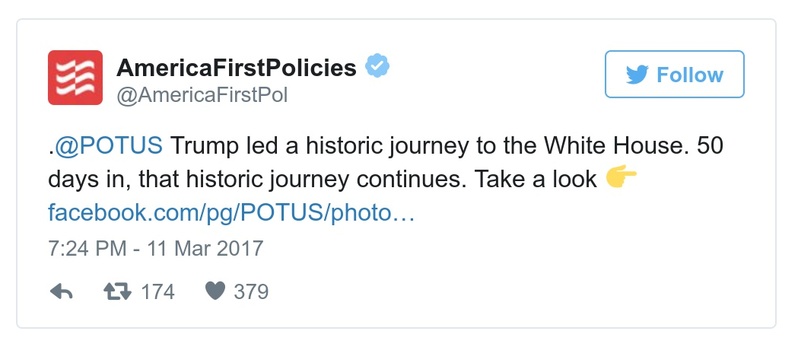 AmericaFirstPolicies
@AmericaFirstPol
Follow
.@POTUS Trump led a historic journey to the White House. 50
days in, that historic journey continues. Take a look 👉
facebook.com/pg/POTUS/photo…
7:24 PM - 11 Mar 2017
174 379